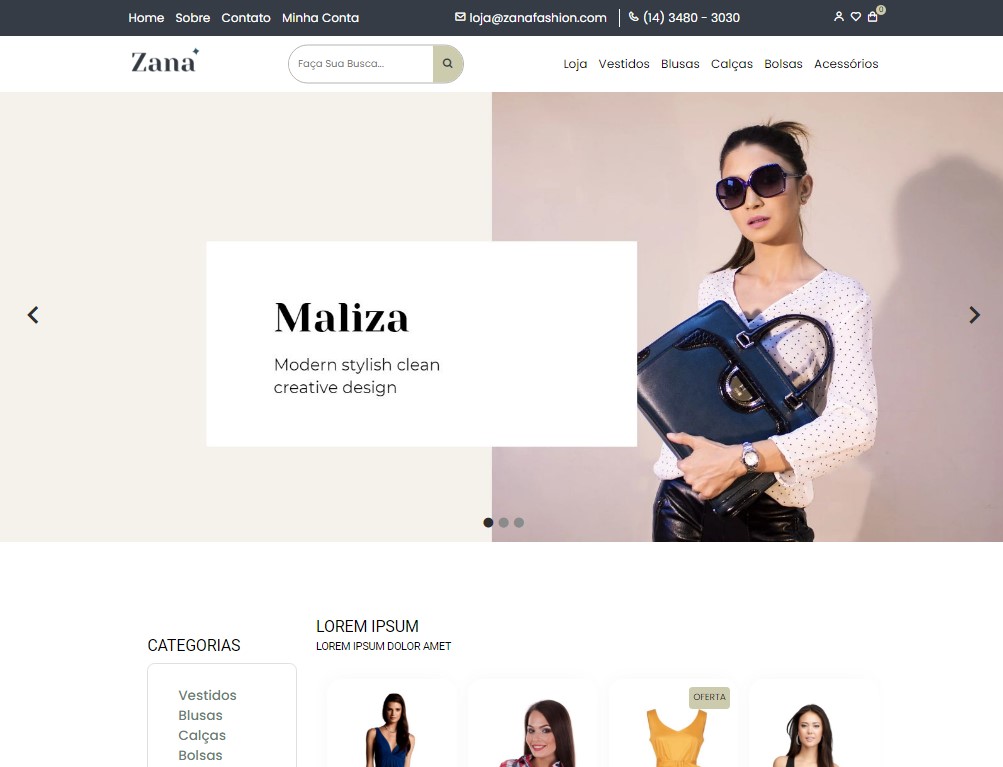 Home Sobre Contato Minha Conta loja@zanafashion.com (14) 3480 - 3030 0
Zana Faça Sua Busca... Loja Vestidos Blusas Calças Bolsas Acessórios
Maliza
Modern stylish clean
creative design
LOREM IPSUM
LOREM IPSUM DOLOR AMET
CATEGORIAS
Vestidos
Blusas
Calças
Bolsas
OFERTA